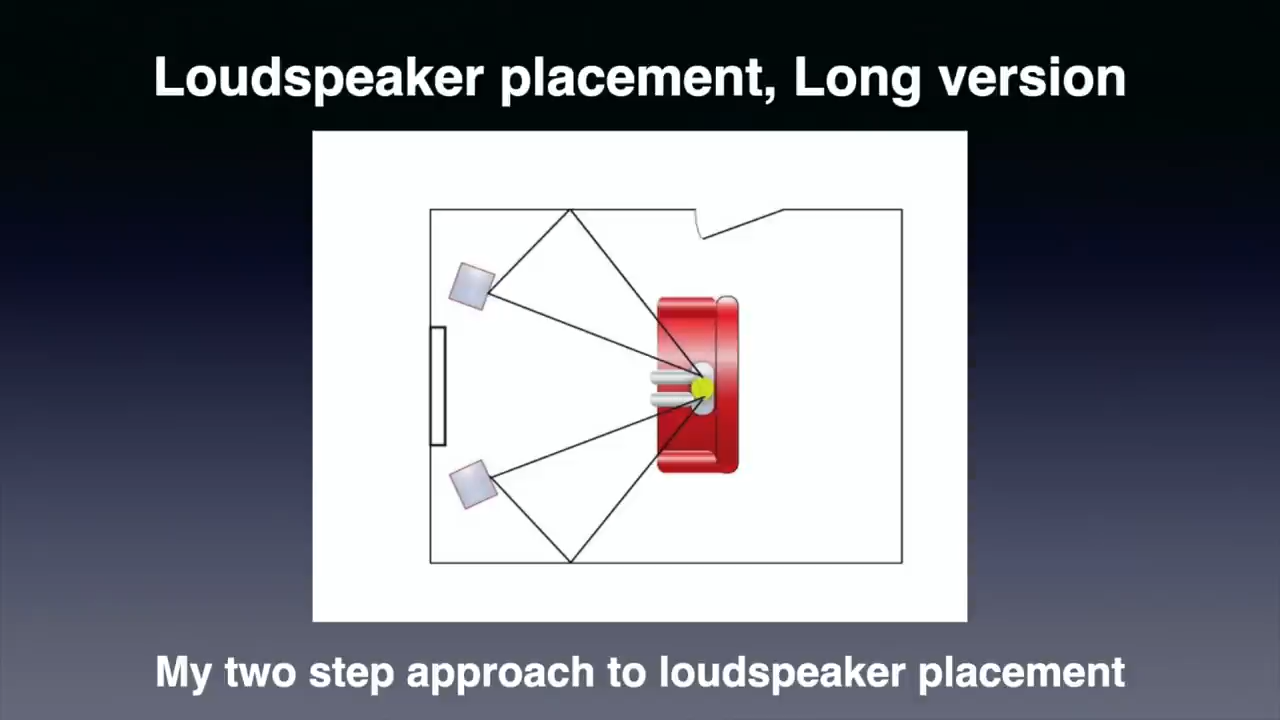 Loudspeaker placement, Long version
My two step approach to loudspeaker placement